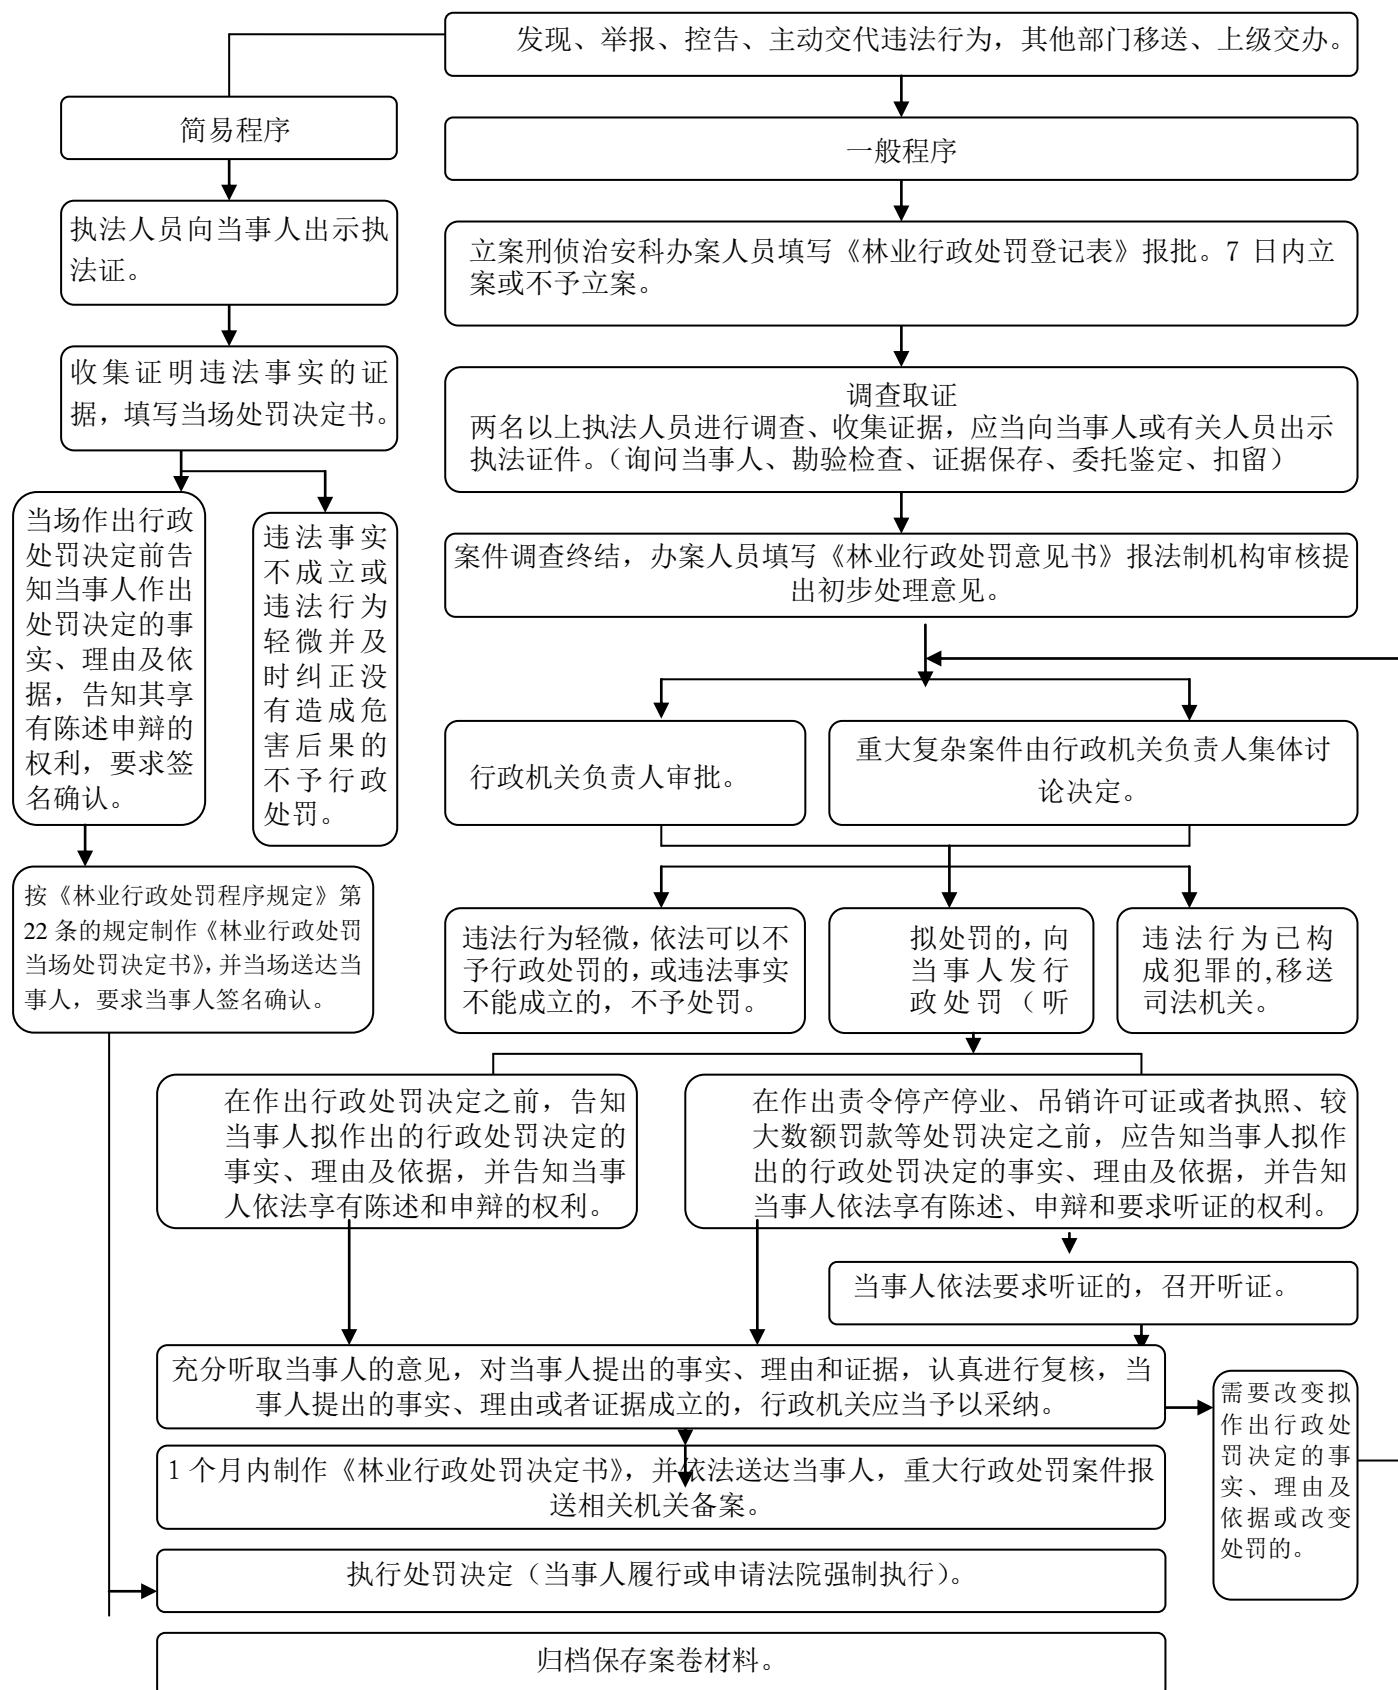 发现、举报、控告、主动交代违法行为，其他部门移送、上级交办。
简易程序
一般程序
执法人员向当事人出示执
法证。
立案刑侦治安科办案人员填写《林业行政处罚登记表》报批。7 日内立
案或不予立案。
收集证明违法事实的证
据，填写当场处罚决定书。
调查取证
两名以上执法人员进行调查、收集证据，应当向当事人或有关人员出示
执法证件。（询问当事人、勘验检查、证据保存、委托鉴定、扣留）
当场作出行政
处罚决定前告
知当事人作出
处罚决定的事
实、理由及依
据，告知其享
有陈述申辩的
权利，要求签
名确认。
违法事实
不成立或
违法行为
轻微并及
时纠正没
有造成危
害后果的
不予行政
处罚。
案件调查终结，办案人员填写《林业行政处罚意见书》报法制机构审核提
出初步处理意见。
行政机关负责人审批。
重大复杂案件由行政机关负责人集体讨
论决定。
按《林业行政处罚程序规定》第
22 条的规定制作《林业行政处罚
当场处罚决定书》，并当场送达当
事人，要求当事人签名确认。
违法行为轻微，依法可以不
予行政处罚的，或违法事实
不能成立的，不予处罚。
拟处罚的，向
当事人发行
政处罚（听
违法行为已构
成犯罪的,移送
司法机关。
在作出行政处罚决定之前，告知
当事人拟作出的行政处罚决定的
事实、理由及依据，并告知当事
人依法享有陈述和申辩的权利。
在作出责令停产停业、吊销许可证或者执照、较
大数额罚款等处罚决定之前，应告知当事人拟作
出的行政处罚决定的事实、理由及依据，并告知
当事人依法享有陈述、申辩和要求听证的权利。
当事人依法要求听证的，召开听证。
充分听取当事人的意见，对当事人提出的事实、理由和证据，认真进行复核，当
事人提出的事实、理由或者证据成立的，行政机关应当予以采纳。
需要改变拟
作出行政处
罚决定的事
实、理由及
依据或改变
处罚的。
1 个月内制作《林业行政处罚决定书》，并依法送达当事人，重大行政处罚案件报
送相关机关备案。
执行处罚决定（当事人履行或申请法院强制执行）。
归档保存案卷材料。